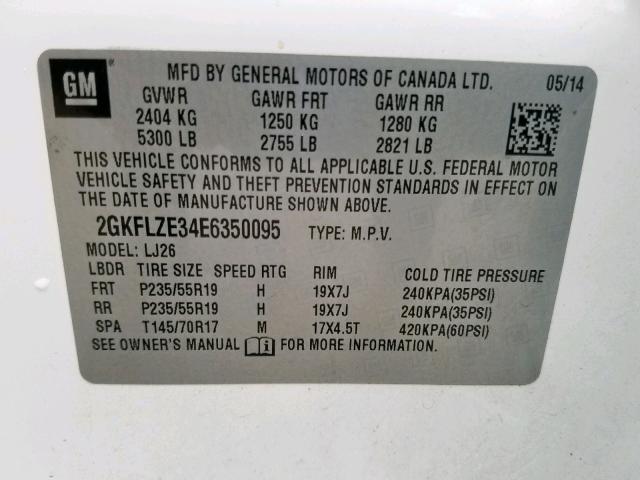 GM
MFD BY GENERAL MOTORS OF CANADA LTD. 05/14
GVWR GAWR FRT GAWR RR
2404 KG 1250 KG 1280 KG
5300 LB 2755 LB 2821 LB
THIS VEHICLE CONFORMS TO ALL APPLICABLE U.S. FEDERAL MOTOR
VEHICLE SAFETY AND THEFT PREVENTION STANDARDS IN EFFECT ON
THE DATE OF MANUFACTURE SHOWN ABOVE.
2GKFLZE34E6350095 TYPE: M.P.V.
MODEL: LJ26
LBDR TIRE SIZE SPEED RTG RIM COLD TIRE PRESSURE
FRT P235/55R19 H 19X7J 240KPA(35PSI)
RR P235/55R19 H 19X7J 240KPA(35PSI)
SPA T145/70R17 M 17X4.5T 420KPA(60PSI)
SEE OWNER'S MANUAL FOR MORE INFORMATION.